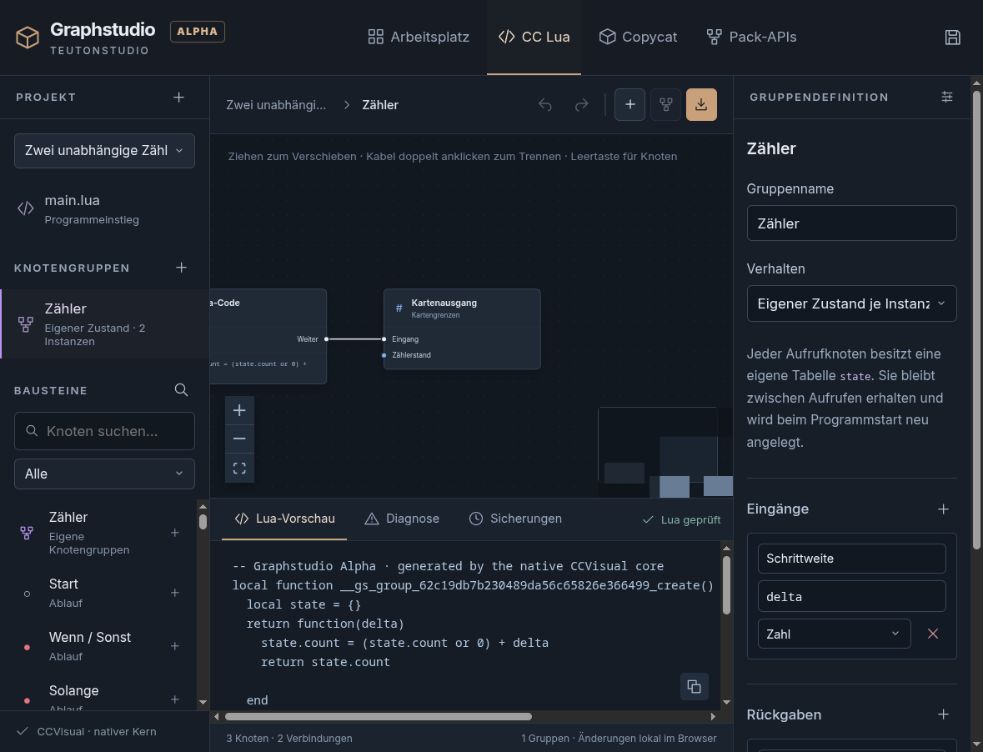 Graphstudio
ALPHA
TEUTONSTUDIO
Arbeitsplatz
CC Lua
Copycat
Pack-APIs
PROJEKT
Zwei unabhängige Zähl
main.lua
Programmeinstieg
KNOTENGRUPPEN
Zähler
Eigener Zustand · 2
Instanzen
BAUSTEINE
Knoten suchen...
Alle
Zähler
Eigene
Knotengruppen
Start
Ablauf
Wenn / Sonst
Ablauf
Solange
Ablauf
CCVisual · nativer Kern
Zwei unabhängi... > Zähler
Ziehen zum Verschieben · Kabel doppelt anklicken zum Trennen · Leertaste für Knoten
a-Code
Weiter
unt = (state.count or 0) +
# Kartenausgang
Kartengrenzen
Eingang
Zählerstand
Lua-Vorschau
Diagnose
Sicherungen
Lua geprüft
-- Graphstudio Alpha · generated by the native CCVisual core
local function __gs_group_62c19db7b230489da56c65826e366499_create()
  local state = {}
  return function(delta)
    state.count = (state.count or 0) + delta
    return state.count
  end
3 Knoten · 2 Verbindungen
1 Gruppen · Änderungen lokal im Browser
GRUPPENDEFINITION
Zähler
Gruppenname
Zähler
Verhalten
Eigener Zustand je Instanz
Jeder Aufrufknoten besitzt eine
eigene Tabelle state. Sie bleibt
zwischen Aufrufen erhalten und
wird beim Programmstart neu
angelegt.
Eingänge
Schrittweite
delta
Zahl
Rückgaben